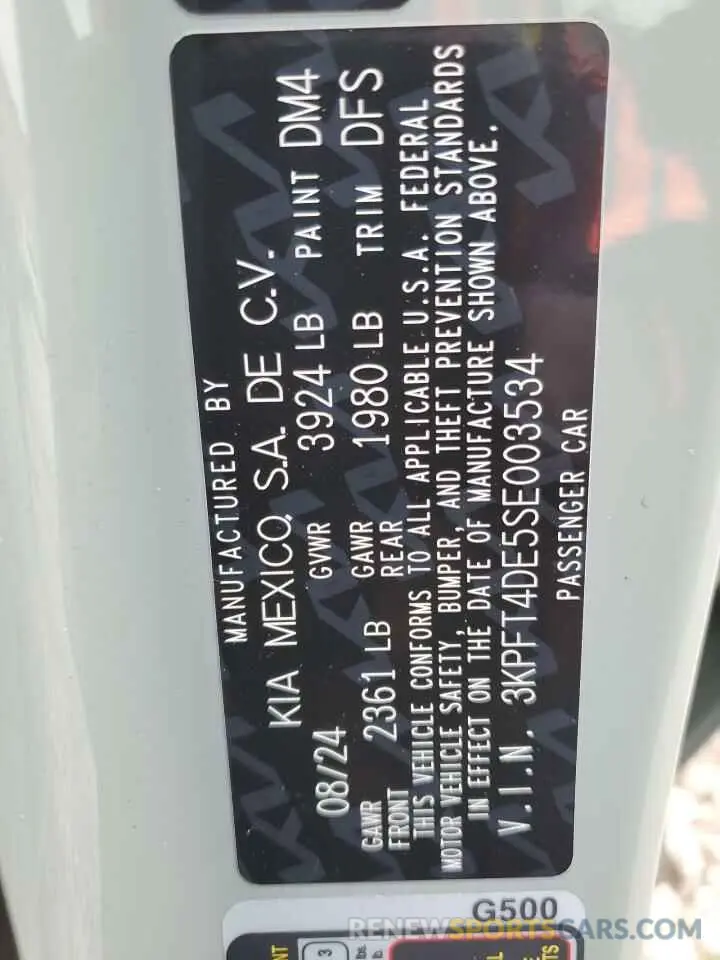 MANUFACTURED BY
KIA MEXICO, S.A. DE C.V.
08/24 GVWR 3924 LB PAINT DM4
GAWR FRONT 2361 LB GAWR REAR 1980 LB TRIM DFS
THIS VEHICLE CONFORMS TO ALL APPLICABLE U.S.A. FEDERAL
MOTOR VEHICLE SAFETY, BUMPER, AND THEFT PREVENTION STANDARDS
IN EFFECT ON THE DATE OF MANUFACTURE SHOWN ABOVE.
V.I.N. 3KPFT4DE5SE003534
PASSENGER CAR
G500
3
RENEWSPORTSCARS.COM